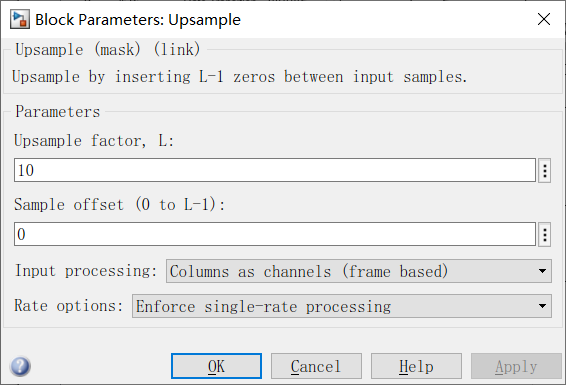 Block Parameters: Upsample
Upsample (mask) (link)
Upsample by inserting L-1 zeros between input samples.
Parameters
Upsample factor, L:
10
Sample offset (0 to L-1):
0
Input processing: Columns as channels (frame based)
Rate options: Enforce single-rate processing
OK Cancel Help Apply